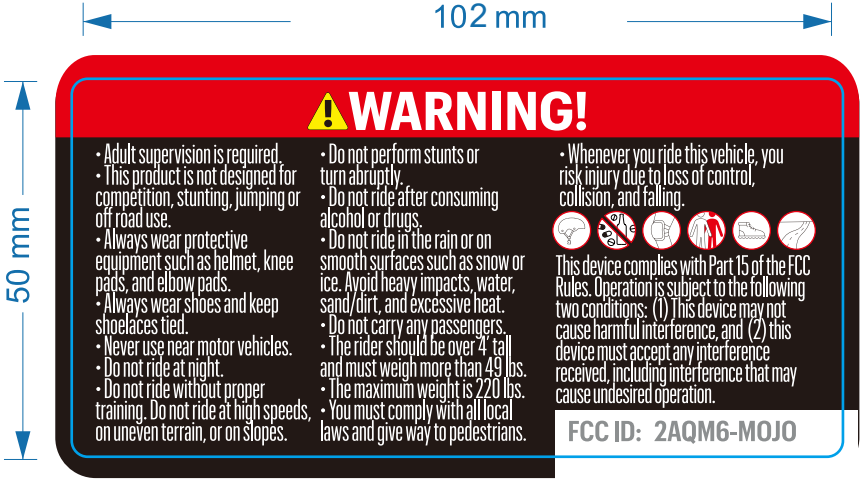 102 mm
50 mm
WARNING!
• Adult supervision is required.
• This product is not designed for
competition, stunting, jumping or
off road use.
• Always wear protective
equipment such as helmet, knee
pads, and elbow pads.
• Always wear shoes and keep
shoelaces tied.
• Never use near motor vehicles.
• Do not ride at night.
• Do not ride without proper
training. Do not ride at high speeds,
on uneven terrain, or on slopes.
• Do not perform stunts or
turn abruptly.
• Do not ride after consuming
alcohol or drugs.
• Do not ride in the rain or on
smooth surfaces such as snow or
ice. Avoid heavy impacts, water,
sand/dirt, and excessive heat.
• Do not carry any passengers.
• The rider should be over 4' tall
and must weigh more than 49 lbs.
• The maximum weight is 220 lbs.
• You must comply with all local
laws and give way to pedestrians.
• Whenever you ride this vehicle, you
risk injury due to loss of control,
collision, and falling.
This device complies with Part 15 of the FCC
Rules. Operation is subject to the following
two conditions: (1) This device may not
cause harmful interference, and (2) this
device must accept any interference
received, including interference that may
cause undesired operation.
FCC ID: 2AQM6-MOJO